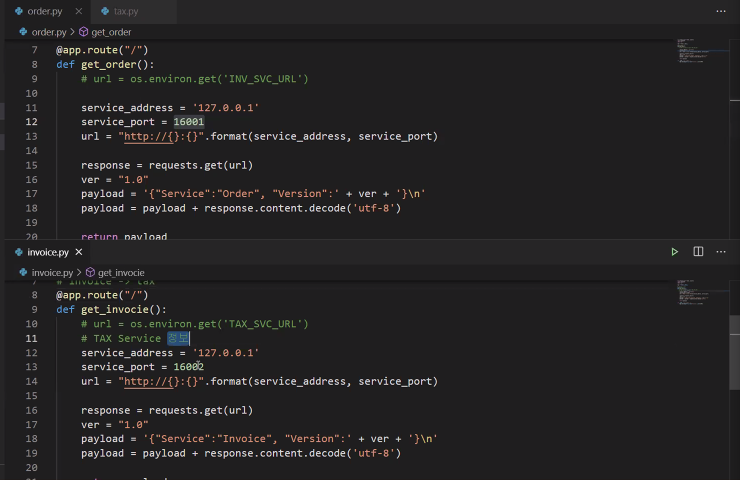 order.py
tax.py
order.py > get_order
7 @app.route("/")
8 def get_order():
9 # url = os.environ.get('INV_SVC_URL')
10
11 service_address = '127.0.0.1'
12 service_port = 16001
13 url = "http://{}:{}".format(service_address, service_port)
14
15 response = requests.get(url)
16 ver = "1.0"
17 payload = '{"Service":"Order", "Version":' + ver + '}\n'
18 payload = payload + response.content.decode('utf-8')
19
20 return payload
invoice.py
invoice.py > get_invocie
7 # invoice -> tax
8 @app.route("/")
9 def get_invocie():
10 # url = os.environ.get('TAX_SVC_URL')
11 # TAX Service 정보
12 service_address = '127.0.0.1'
13 service_port = 16002
14 url = "http://{}:{}".format(service_address, service_port)
15
16 response = requests.get(url)
17 ver = "1.0"
18 payload = '{"Service":"Invoice", "Version":' + ver + '}\n'
19 payload = payload + response.content.decode('utf-8')
20